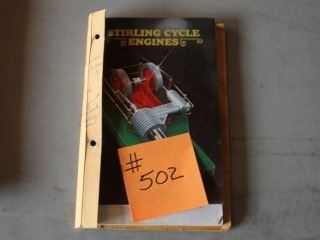 STIRLING CYCLE
ENGINES
#
502